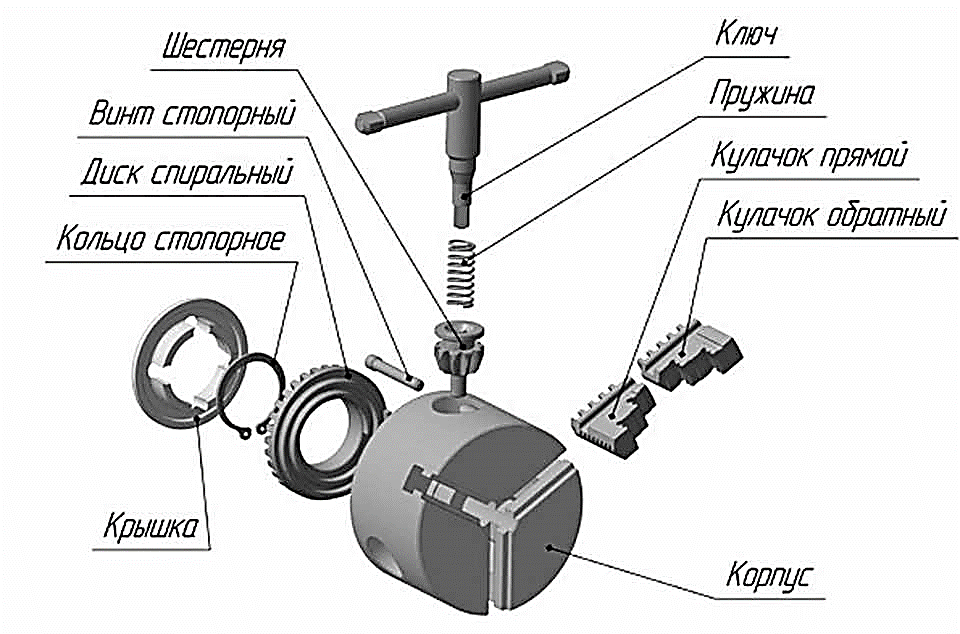 Шестерня
Винт стопорный
Диск спиральный
Кольцо стопорное
Крышка
Ключ
Пружина
Кулачок прямой
Кулачок обратный
Корпус